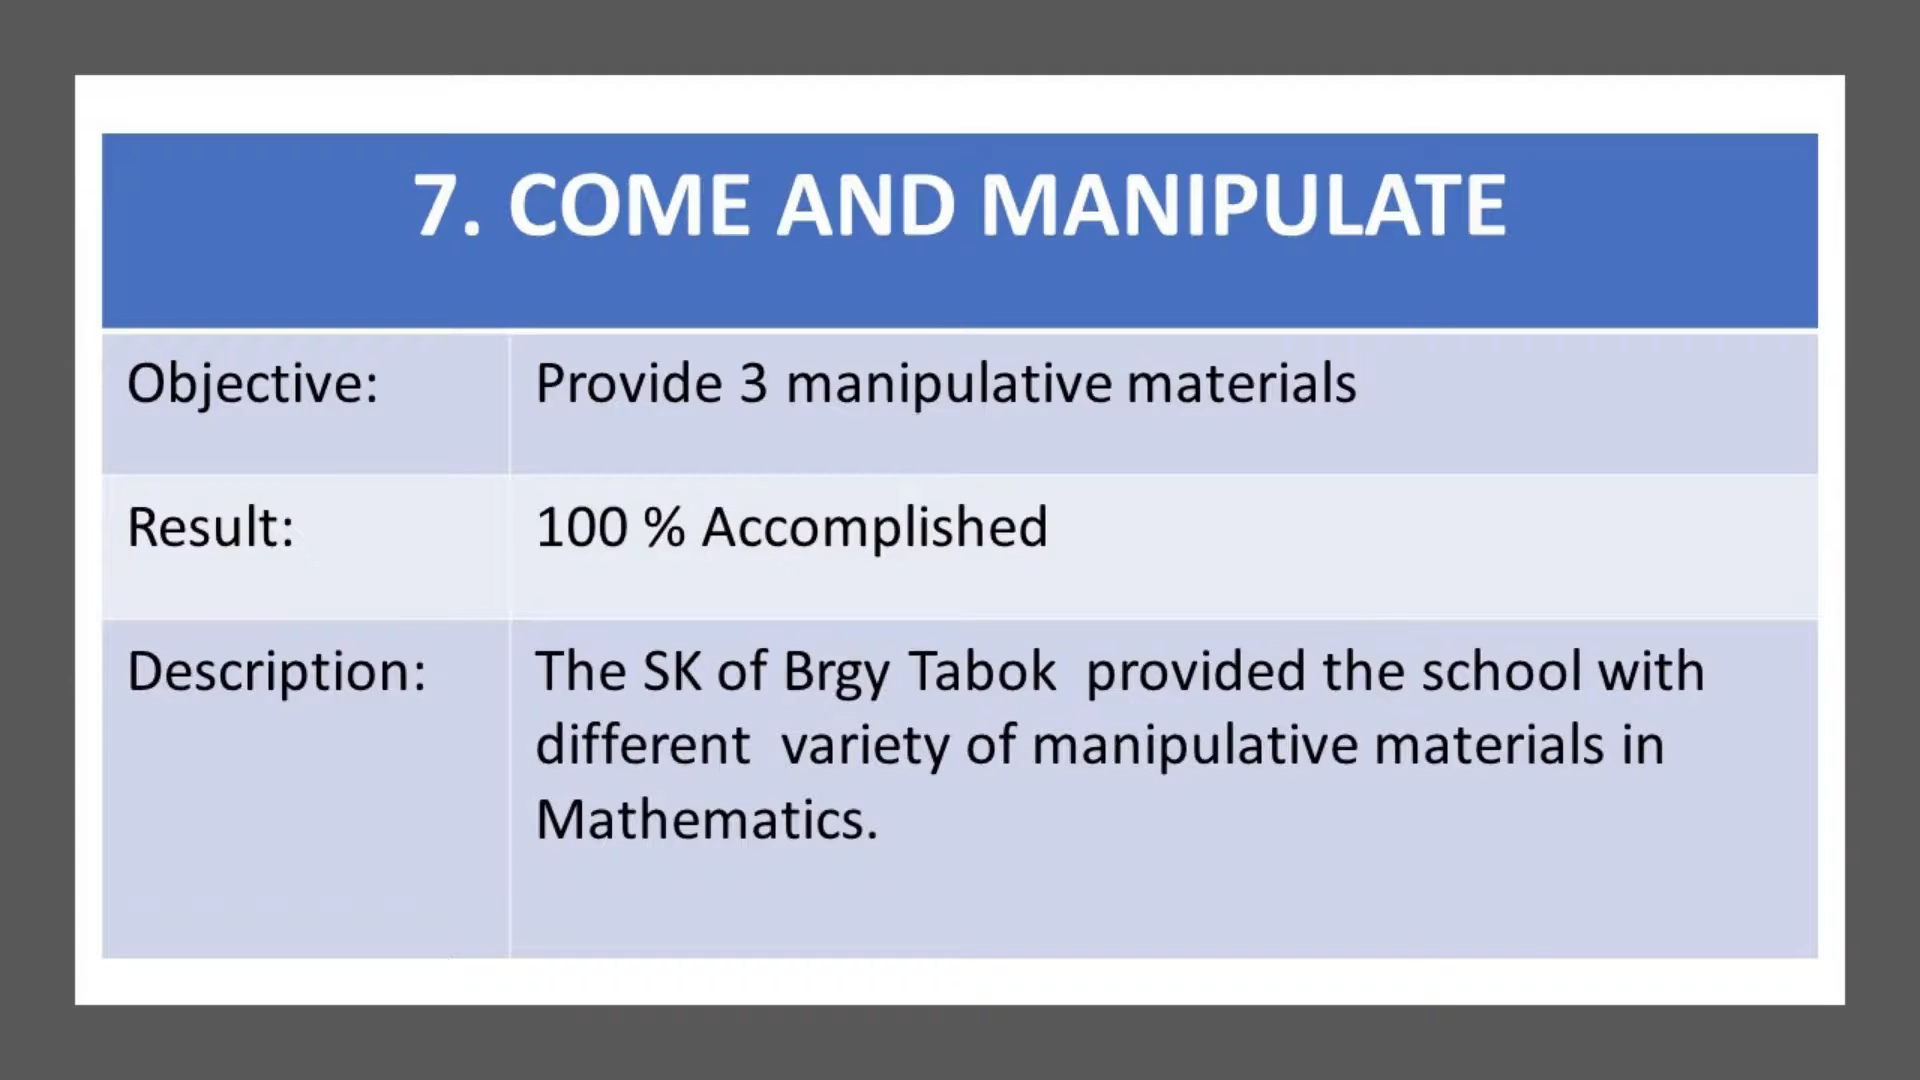 7. COME AND MANIPULATE
Objective: Provide 3 manipulative materials
Result: 100 % Accomplished
Description: The SK of Brgy Tabok  provided the school with
different  variety of manipulative materials in
Mathematics.